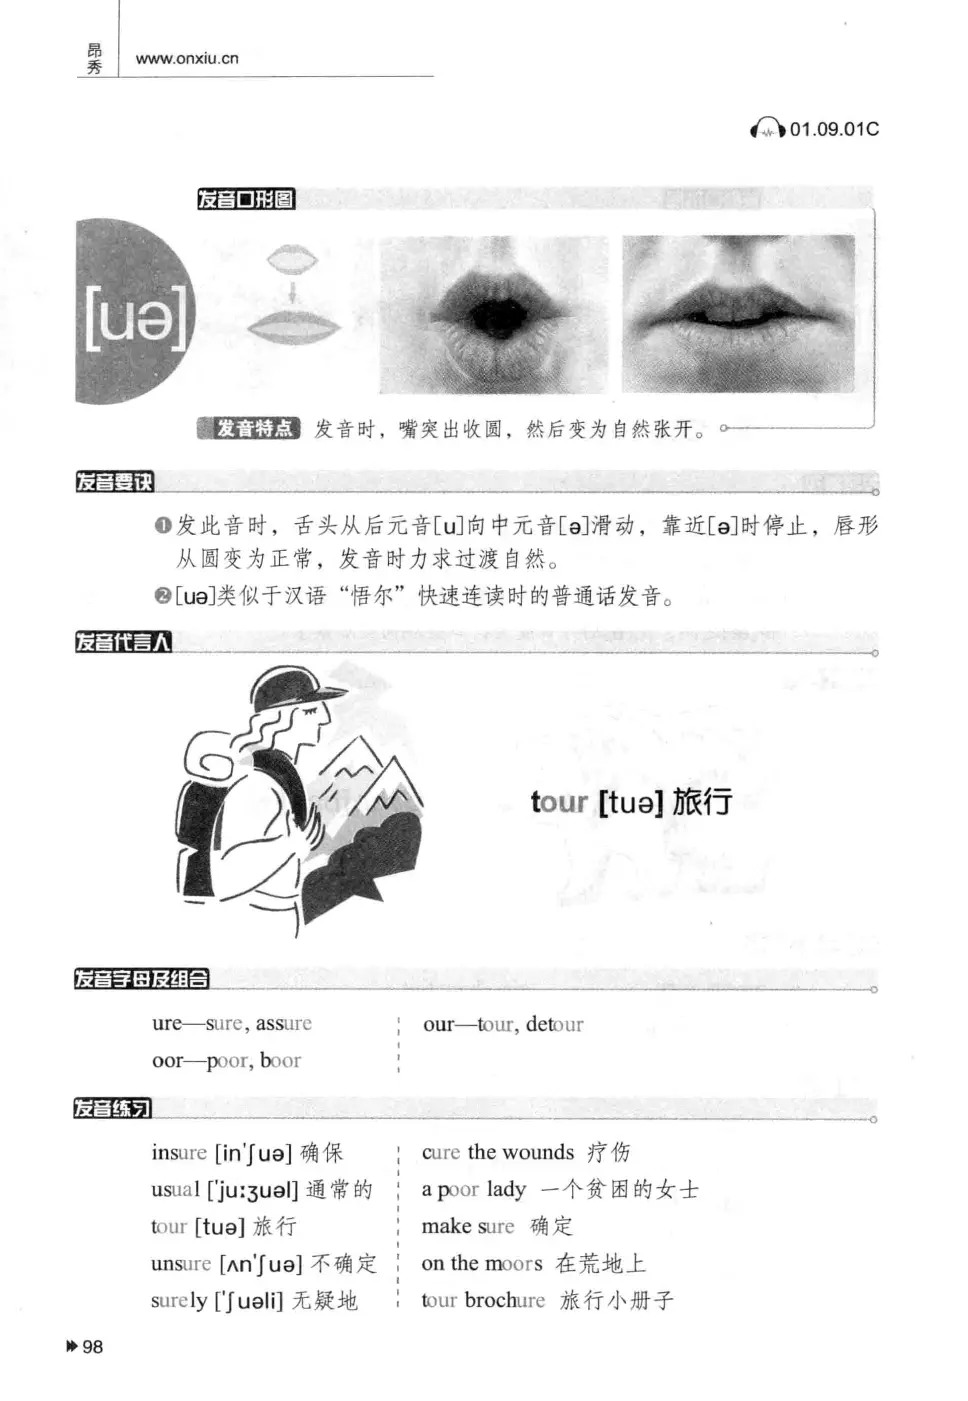 昂秀
www.onxiu.cn
01.09.01C
发音口形图
[uə]
发音特点 发音时，嘴突出收圆，然后变为自然张开。
发音要诀
❶发此音时，舌头从后元音[u]向中元音[ə]滑动，靠近[ə]时停止，唇形
从圆变为正常，发音时力求过渡自然。
❷[uə]类似于汉语“悟尔”快速连读时的普通话发音。
发音代言人
tour [tuə] 旅行
发音字母及组合
ure—sure, assure
oor—poor, boor
our—tour, detour
发音练习
insure [in'ʃuə] 确保
usual ['ju:ʒuəl] 通常的
tour [tuə] 旅行
unsure [ʌn'ʃuə] 不确定
surely ['ʃuəli] 无疑地
cure the wounds 疗伤
a poor lady 一个贫困的女士
make sure 确定
on the moors 在荒地上
tour brochure 旅行小册子
98